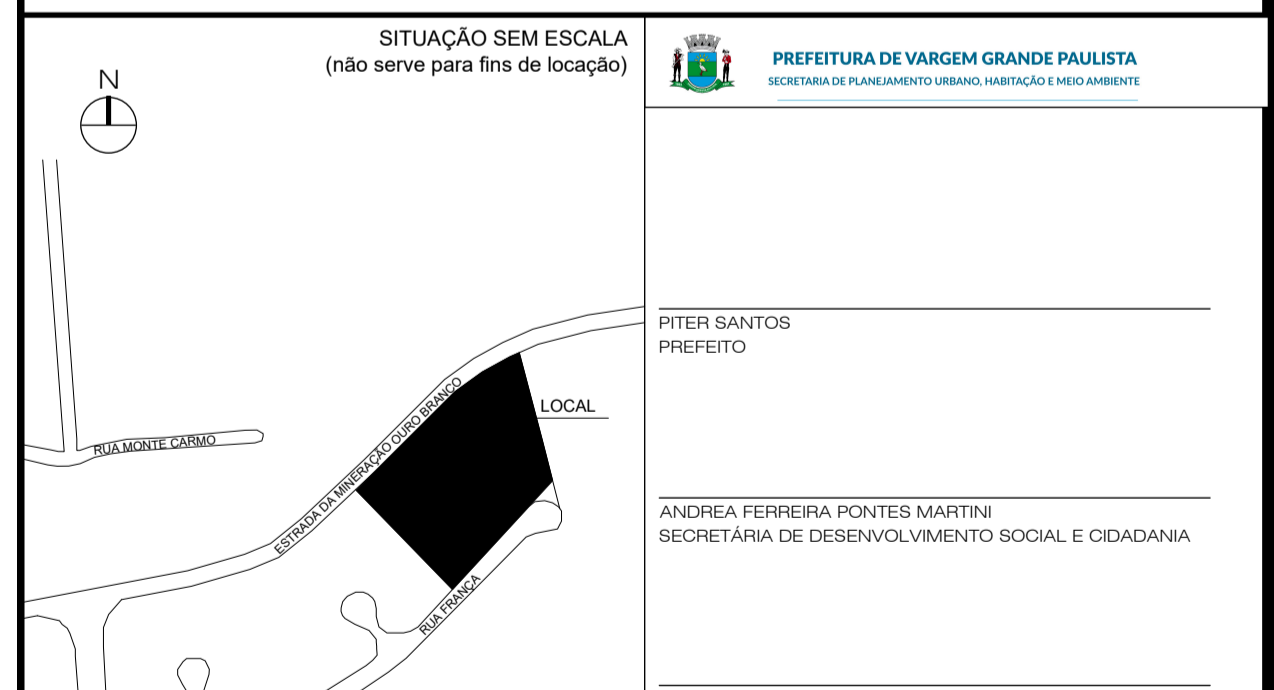 SITUAÇÃO SEM ESCALA
(não serve para fins de locação)
N
RUA MONTE CARMO
ESTRADA DA MINERAÇÃO OURO BRANCO
LOCAL
RUA FRANÇA
PREFEITURA DE VARGEM GRANDE PAULISTA
SECRETARIA DE PLANEJAMENTO URBANO, HABITAÇÃO E MEIO AMBIENTE
PITER SANTOS
PREFEITO
ANDREA FERREIRA PONTES MARTINI
SECRETÁRIA DE DESENVOLVIMENTO SOCIAL E CIDADANIA